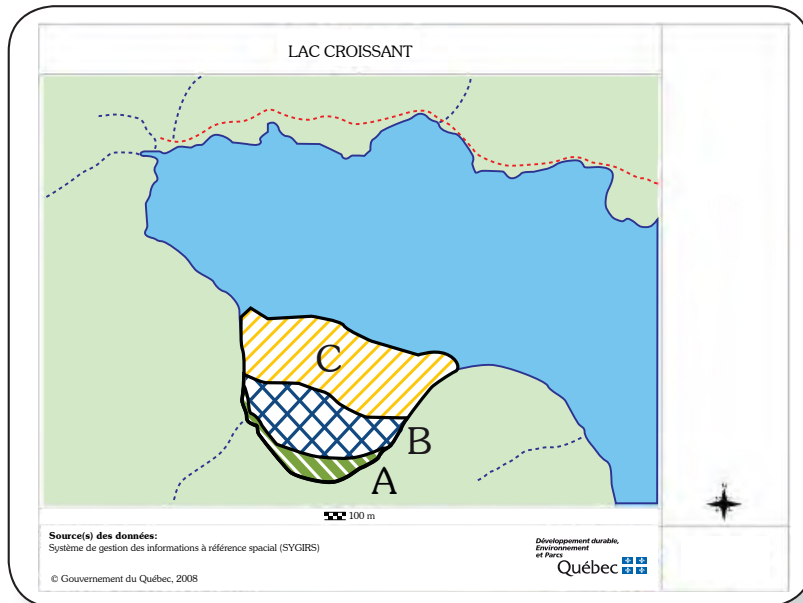 LAC CROISSANT
C
B
A
N
100 m
Source(s) des données:
Système de gestion des informations à référence spacial (SYGIRS)
© Gouvernement du Québec, 2008
Développement durable,
Environnement
et Parcs
Québec